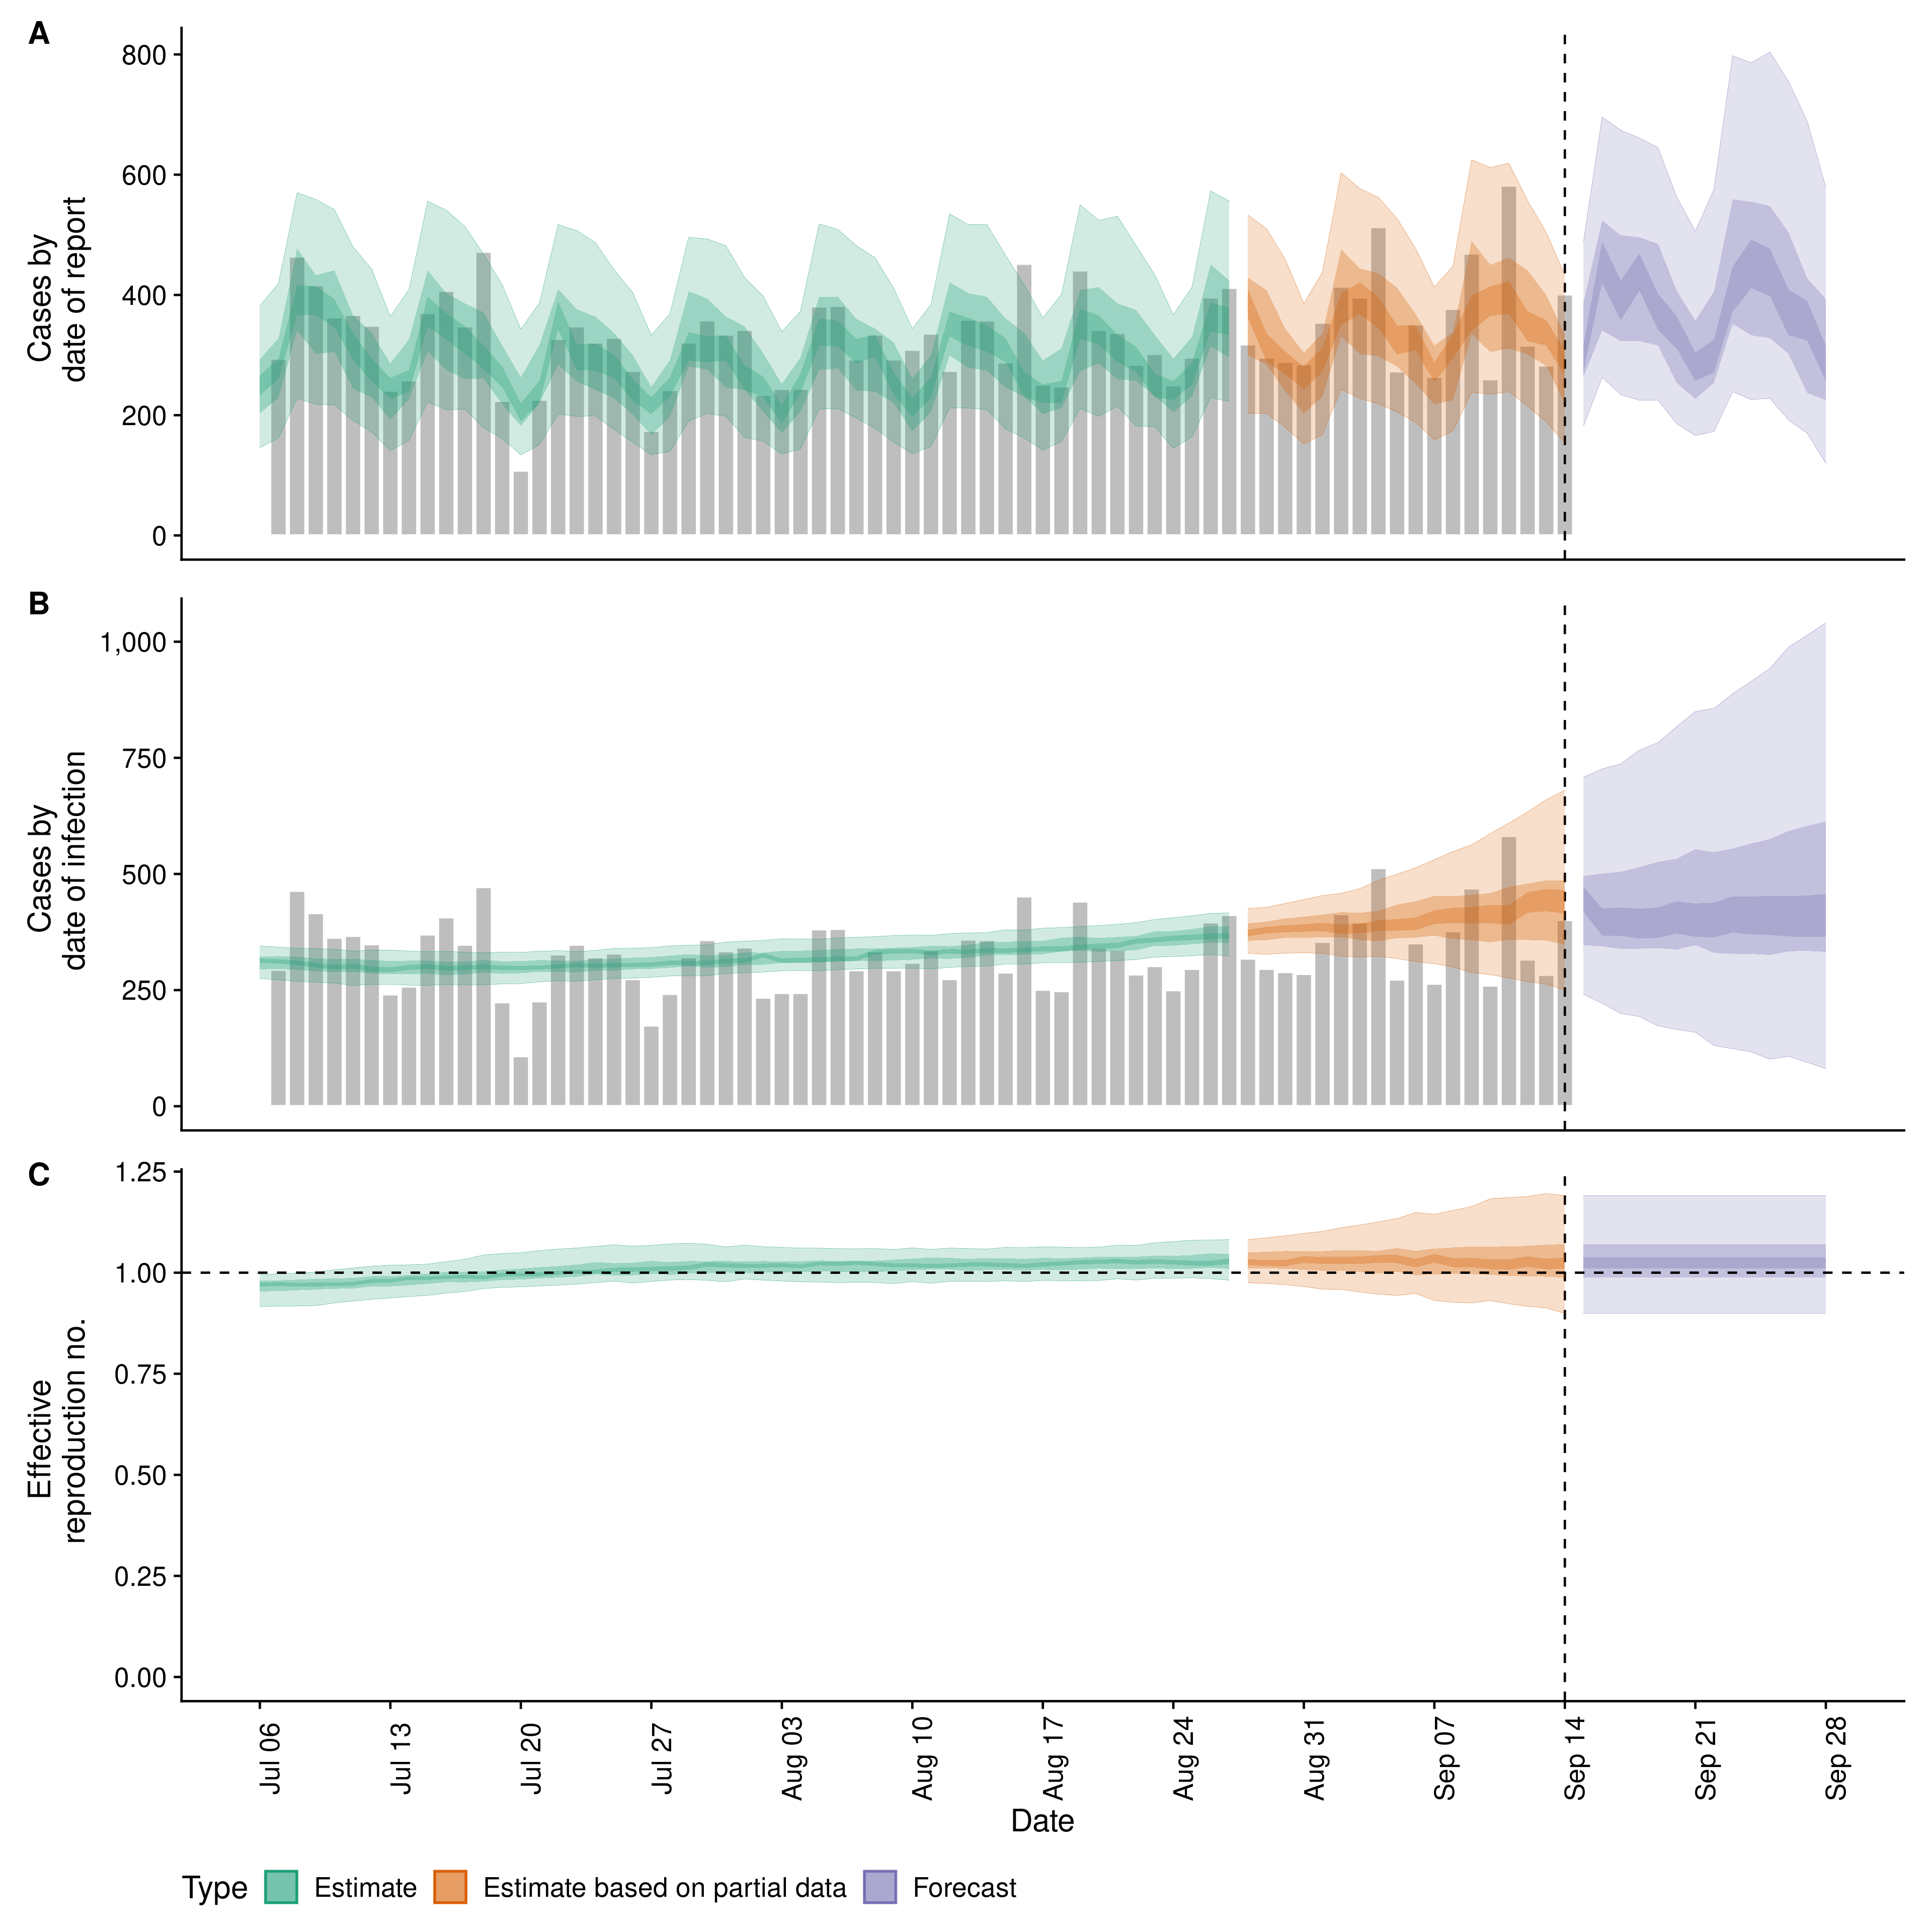 A
Cases by
date of report
800
600
400
200
0
B
Cases by
date of infection
1,000
750
500
250
0
C
Effective
reproduction no.
1.25
1.00
0.75
0.50
0.25
0.00
Jul 06
Jul 13
Jul 20
Jul 27
Aug 03
Aug 10
Aug 17
Aug 24
Aug 31
Sep 07
Sep 14
Sep 21
Sep 28
Date
Type Estimate Estimate based on partial data Forecast